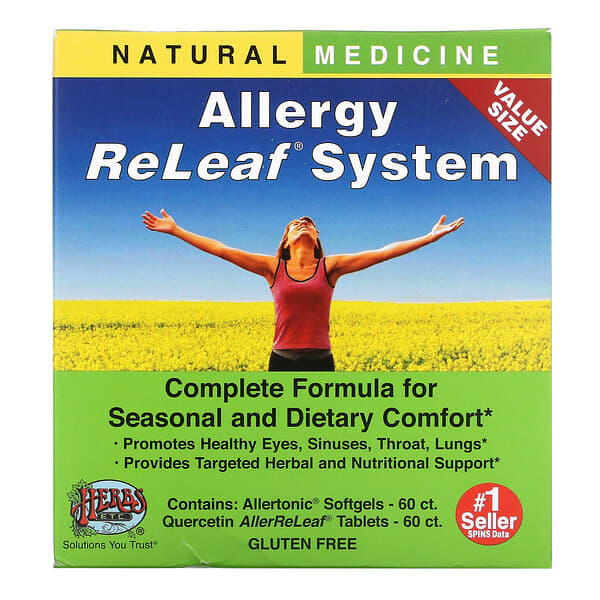 NATURAL MEDICINE
VALUE
SIZE
Allergy
ReLeaf® System
Complete Formula for
Seasonal and Dietary Comfort*
· Promotes Healthy Eyes, Sinuses, Throat, Lungs*
· Provides Targeted Herbal and Nutritional Support*
HERBS
ETC.®
Solutions You Trust®
Contains: Allertonic® Softgels - 60 ct.
Quercetin AllerReLeaf® Tablets - 60 ct.
GLUTEN FREE
#1
Seller
SPINS Data